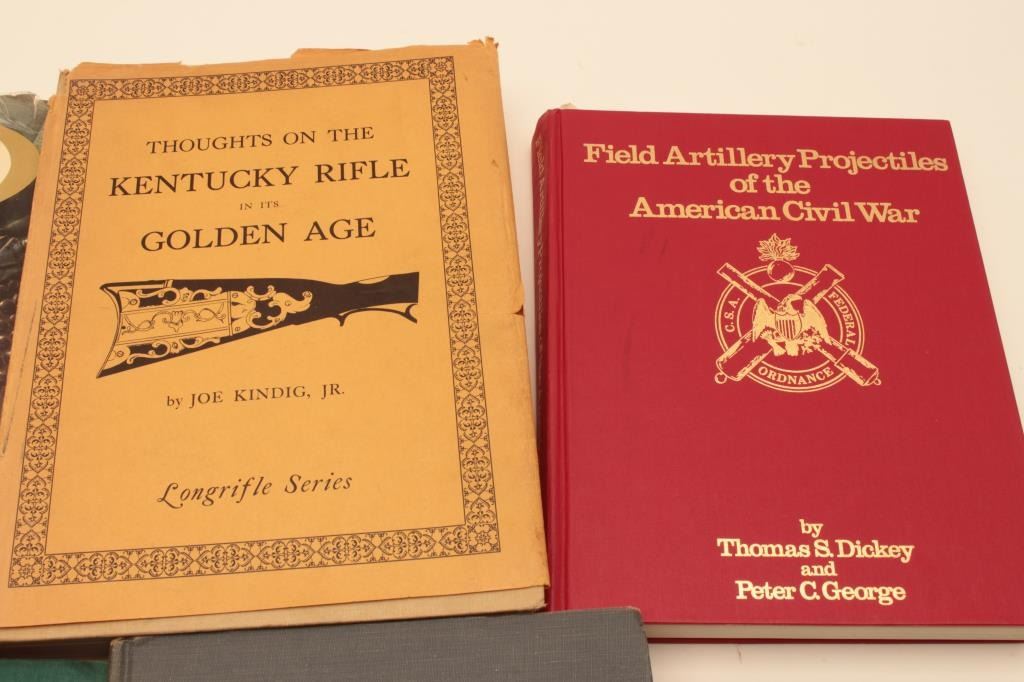 THOUGHTS ON THE
KENTUCKY RIFLE
IN ITS
GOLDEN AGE
by JOE KINDIG, JR.
Longrifle Series
Field Artillery Projectiles
of the
American Civil War
C.S.A.
FEDERAL
ORDNANCE
by
Thomas S. Dickey
and
Peter C. George